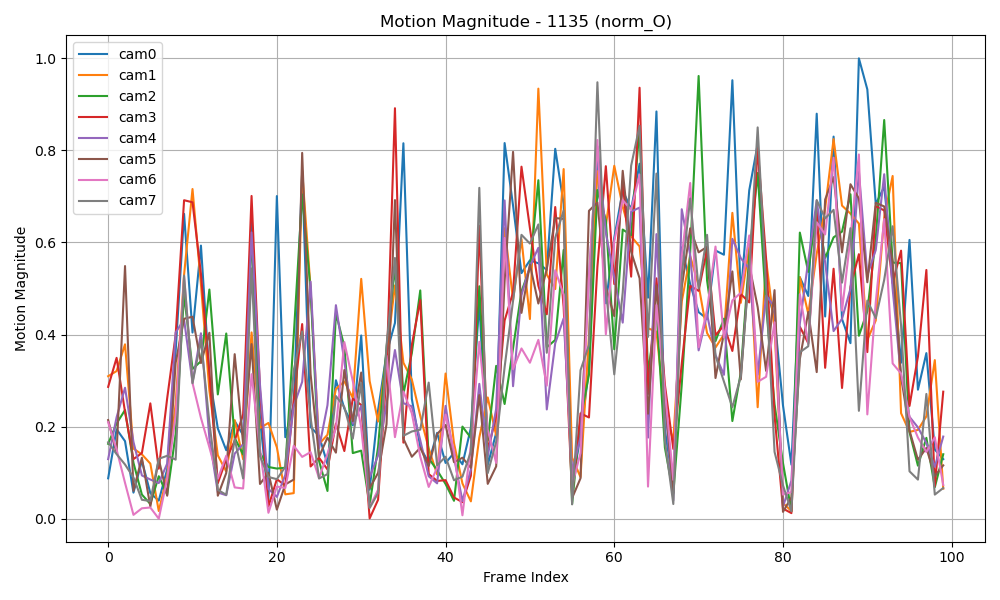 Motion Magnitude - 1135 (norm_O)
cam0
cam1
cam2
cam3
cam4
cam5
cam6
cam7
Motion Magnitude
1.0
0.8
0.6
0.4
0.2
0.0
0 20 40 60 80 100
Frame Index